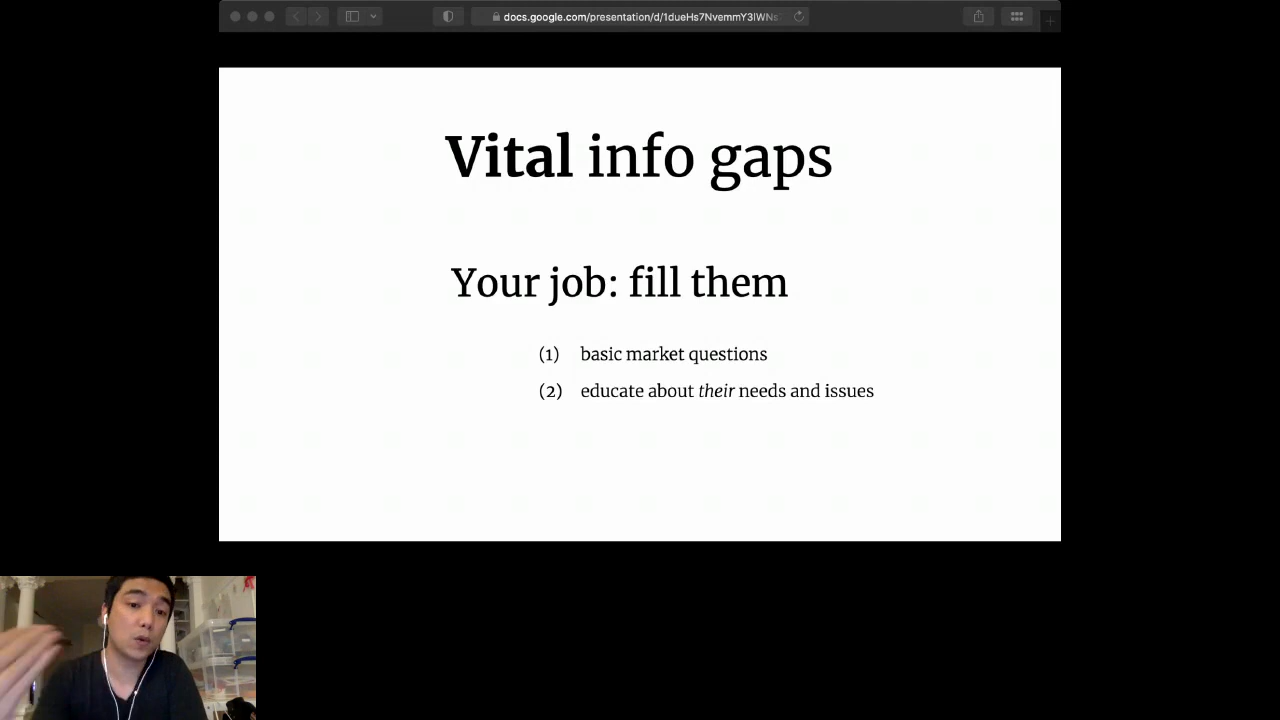 docs.google.com/presentation/d/1dueHs7NvemmY3lWNs
Vital info gaps
Your job: fill them
(1) basic market questions
(2) educate about their needs and issues